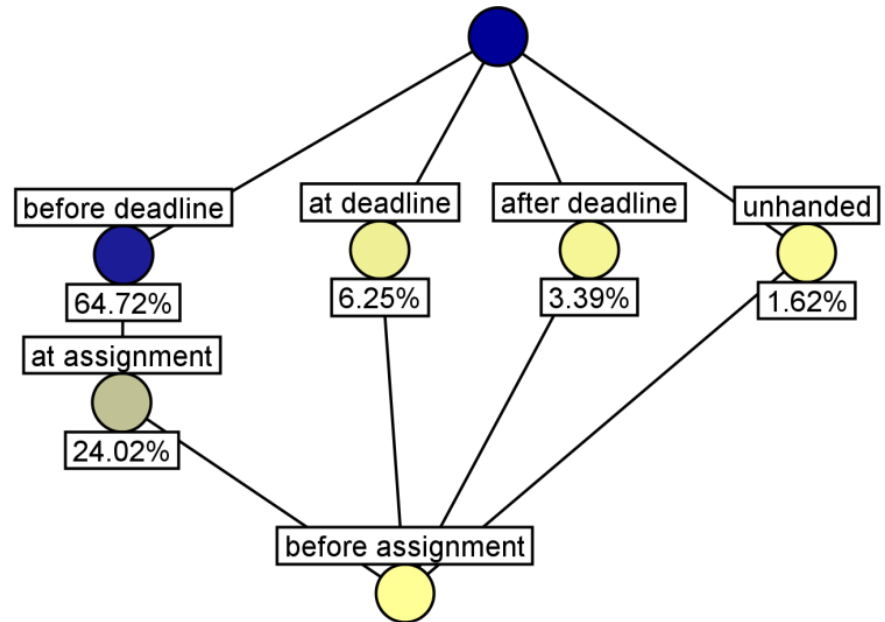 before deadline
at deadline
after deadline
unhanded
64.72%
6.25%
3.39%
1.62%
at assignment
24.02%
before assignment